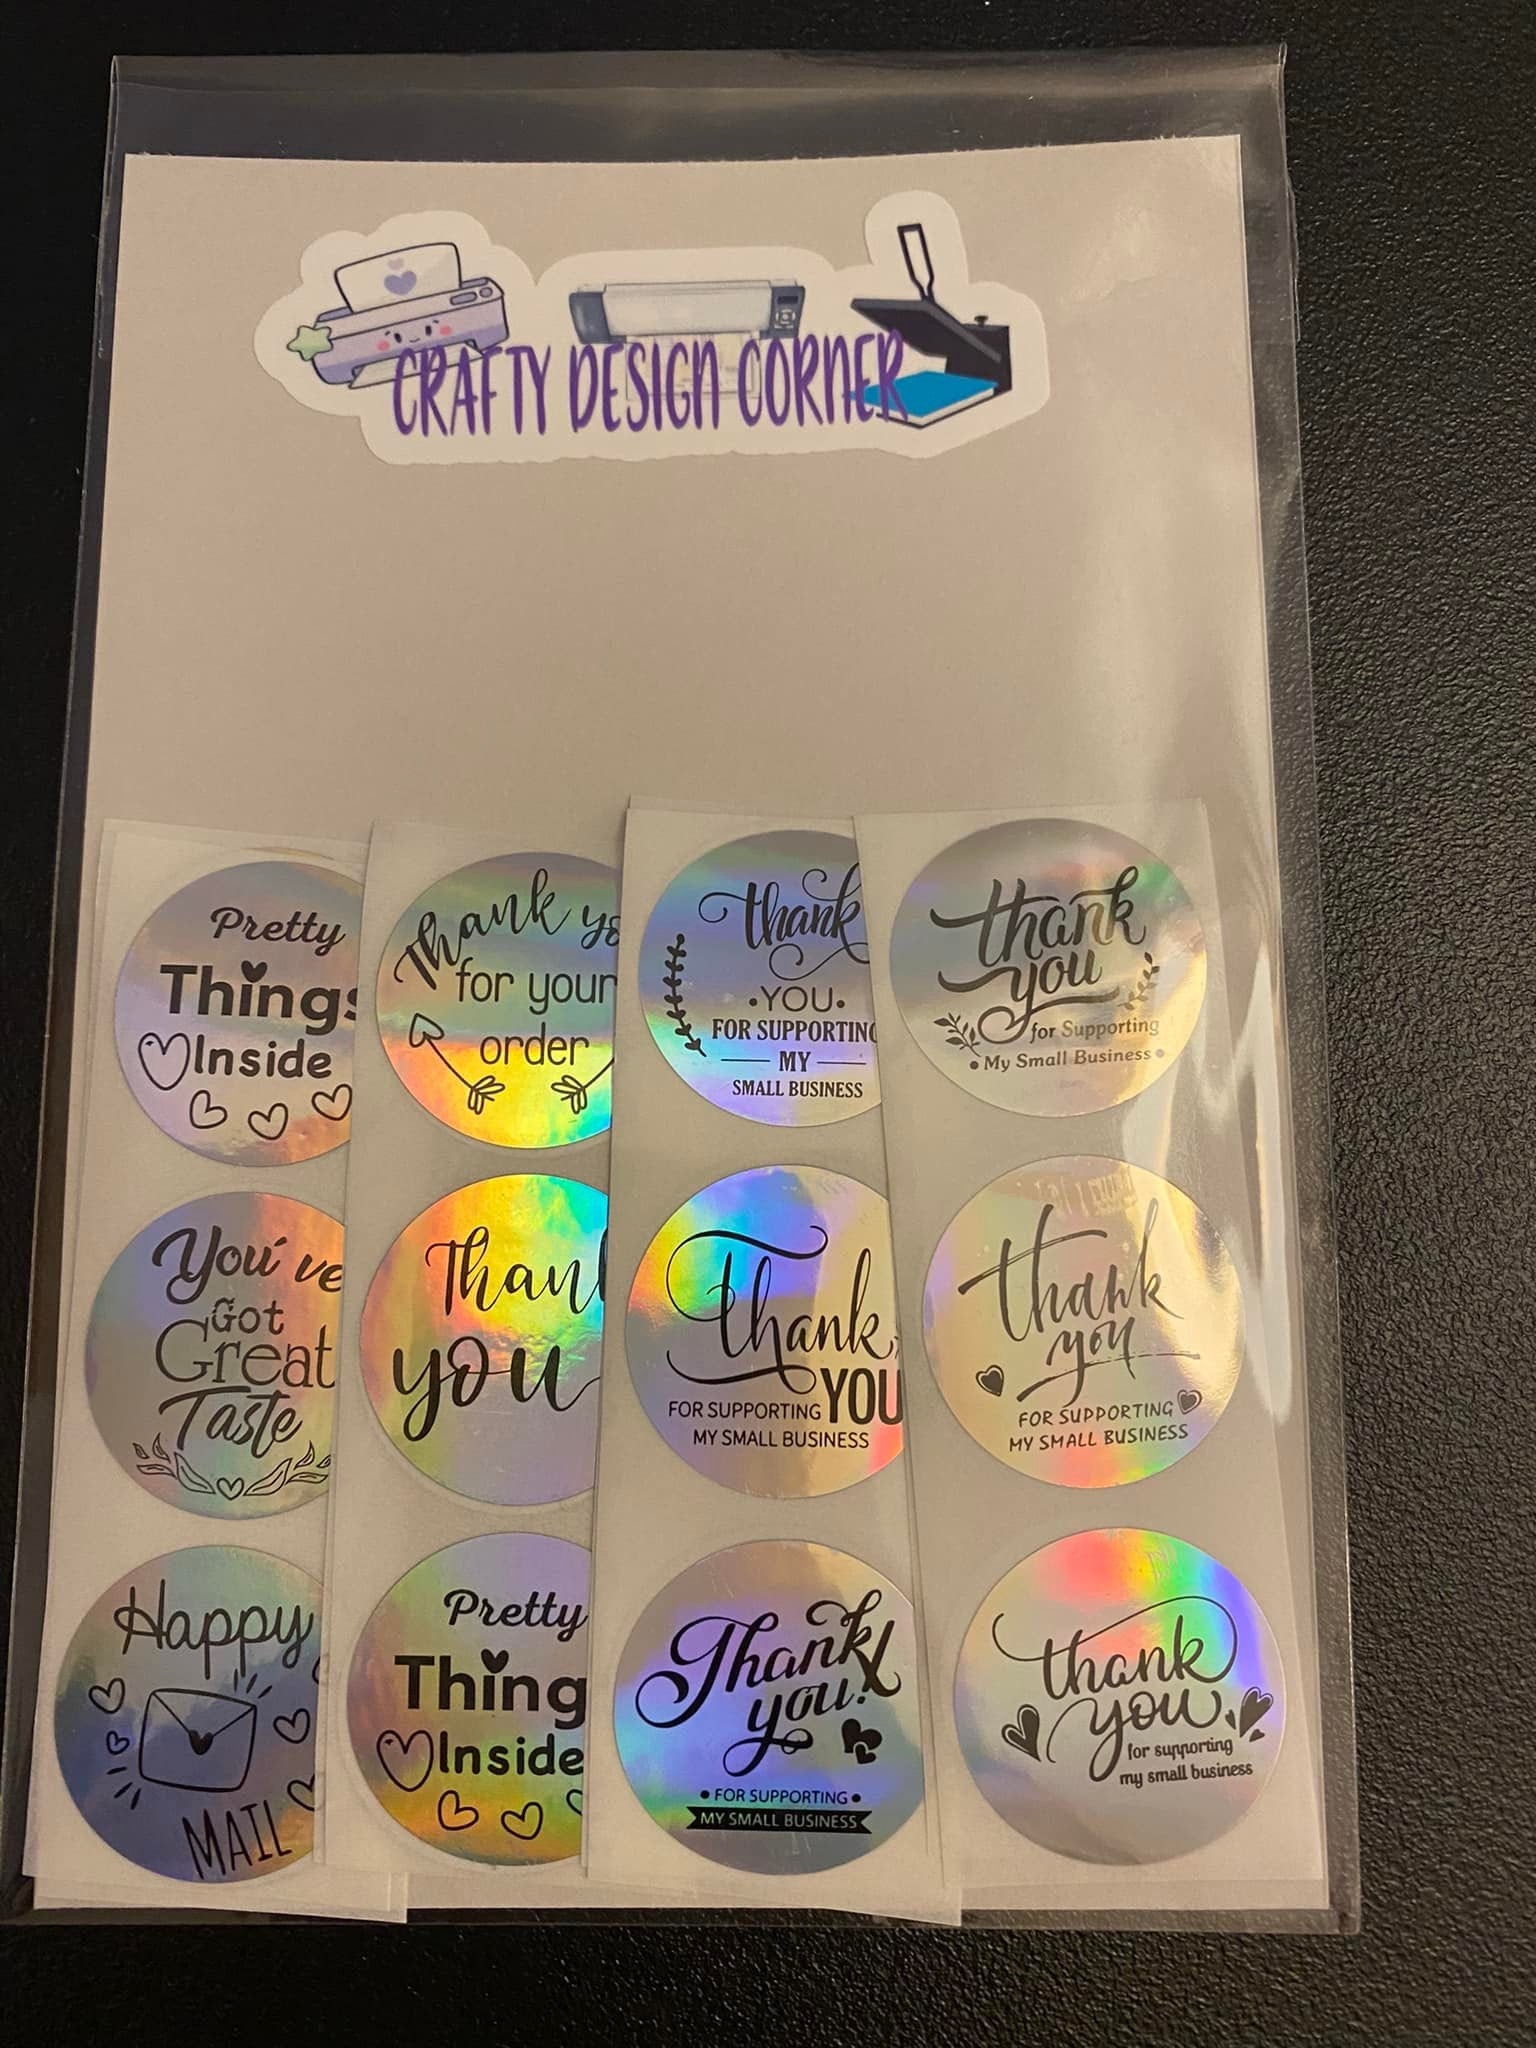 CRAFTY DESIGN CORNER
Pretty
Things
Inside
You've
Got
Great
Taste
Happy
MAIL
Thank yo
for your
order
Thank
you
Pretty
Thing
Inside
thank
•YOU•
FOR SUPPORTING
MY
SMALL BUSINESS
thank
YOU
FOR SUPPORTING
MY SMALL BUSINESS
Thank
you!
• FOR SUPPORTING •
MY SMALL BUSINESS
thank
you
for Supporting
• My Small Business •
thank
you
FOR SUPPORTING
MY SMALL BUSINESS
thank
you
for supporting
my small business